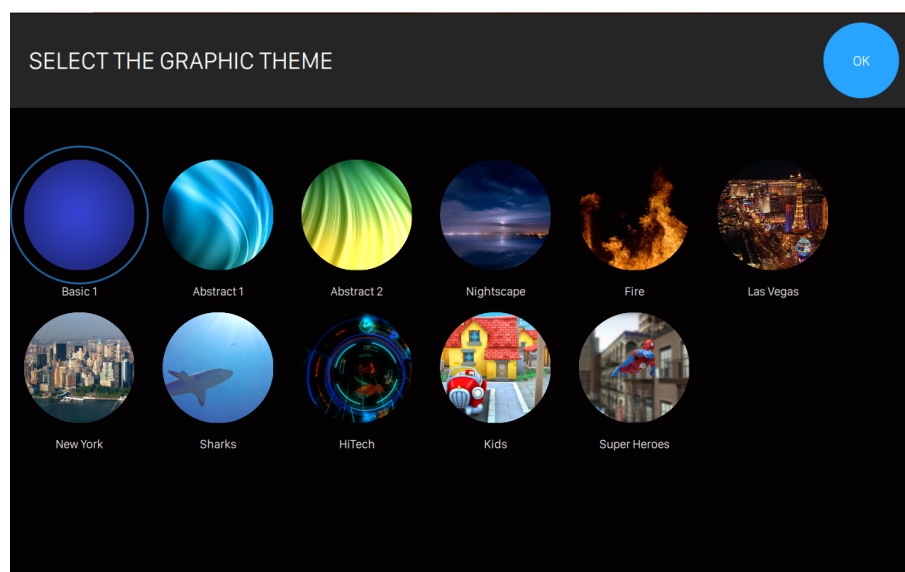 SELECT THE GRAPHIC THEME
OK
Basic 1
Abstract 1
Abstract 2
Nightscape
Fire
Las Vegas
New York
Sharks
HiTech
Kids
Super Heroes